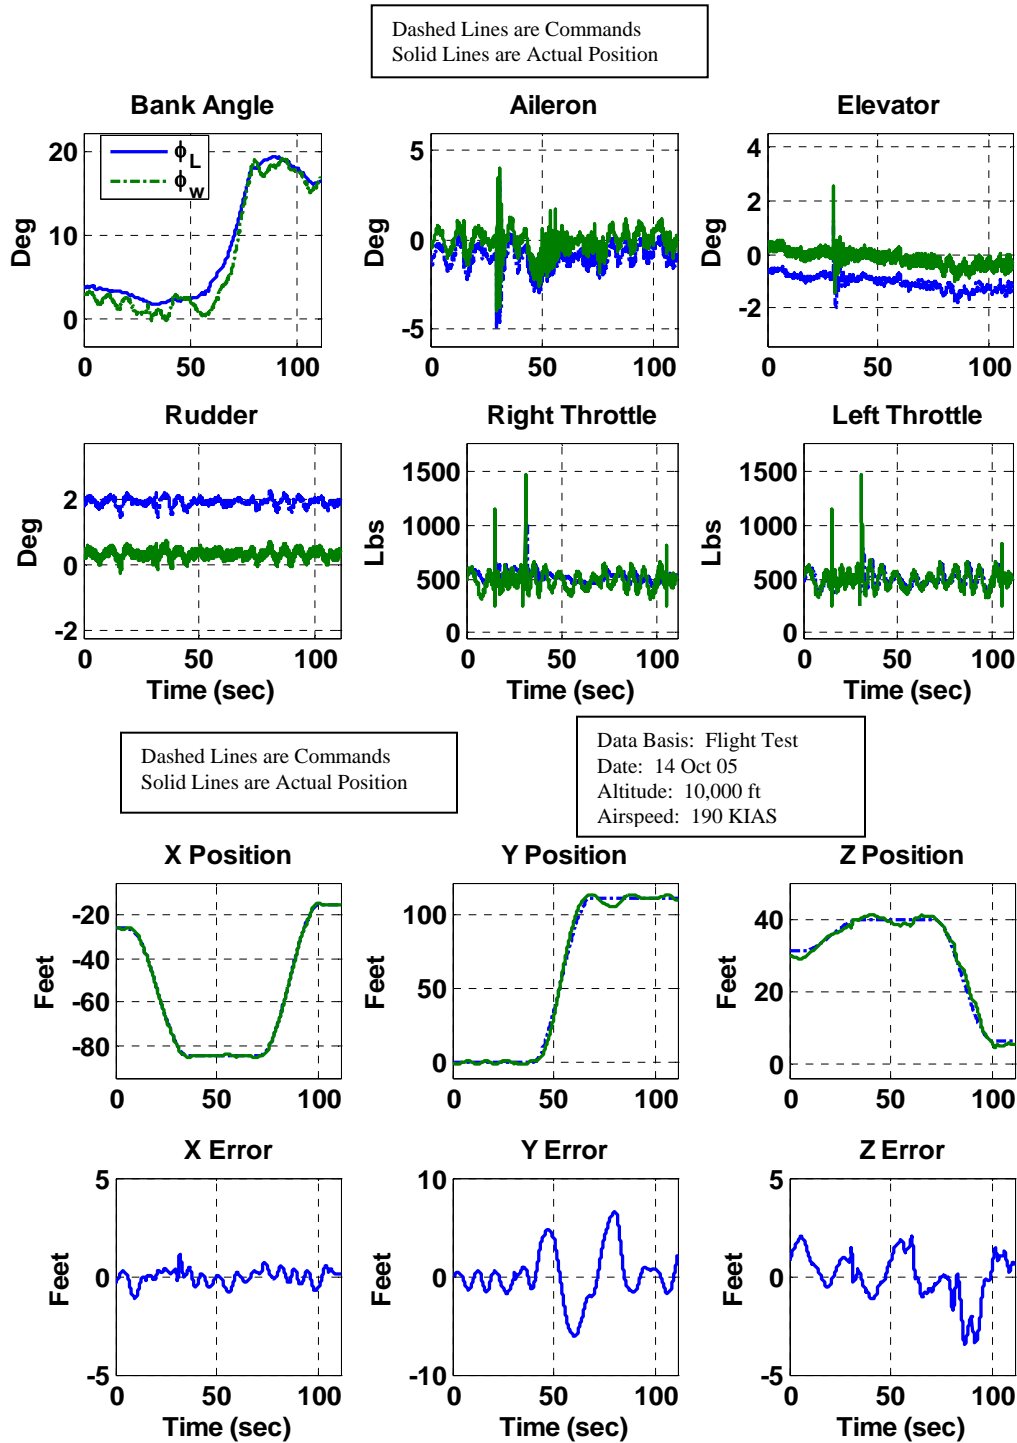 Dashed Lines are Commands
Solid Lines are Actual Position
Bank Angle
Aileron
Elevator
Deg
20
10
0
ϕL
ϕw
0 50 100
Deg
5
0
-5
0 50 100
Deg
4
2
0
-2
0 50 100
Rudder
Right Throttle
Left Throttle
Deg
2
0
-2
0 50 100
Time (sec)
Lbs
1500
1000
500
0
0 50 100
Time (sec)
Lbs
1500
1000
500
0
0 50 100
Time (sec)
Dashed Lines are Commands
Solid Lines are Actual Position
Data Basis: Flight Test
Date: 14 Oct 05
Altitude: 10,000 ft
Airspeed: 190 KIAS
X Position
Y Position
Z Position
Feet
-20
-40
-60
-80
0 50 100
Feet
100
50
0
0 50 100
Feet
40
20
0
0 50 100
X Error
Y Error
Z Error
Feet
5
0
-5
0 50 100
Time (sec)
Feet
10
0
-10
0 50 100
Time (sec)
Feet
5
0
-5
0 50 100
Time (sec)